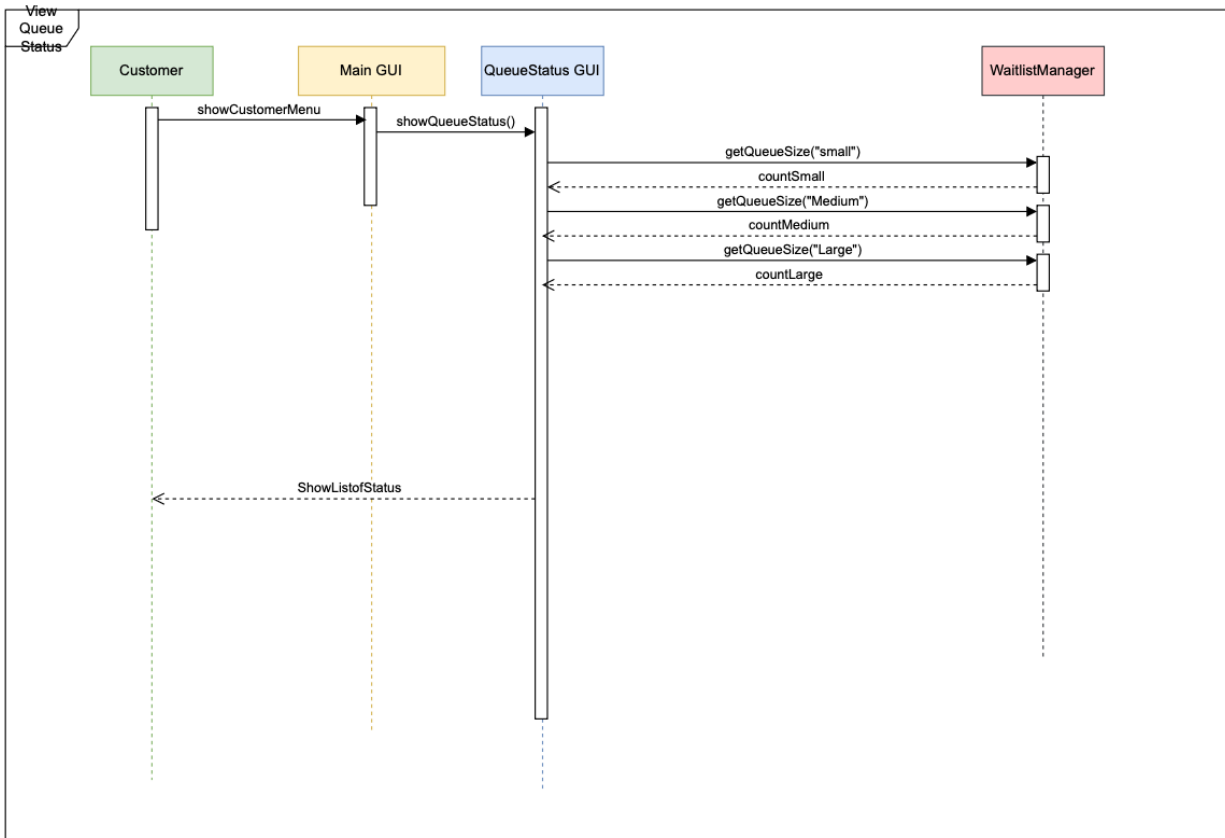 View
Queue
Status
Customer
Main GUI
QueueStatus GUI
WaitlistManager
showCustomerMenu
showQueueStatus()
getQueueSize("small")
countSmall
getQueueSize("Medium")
countMedium
getQueueSize("Large")
countLarge
ShowListofStatus